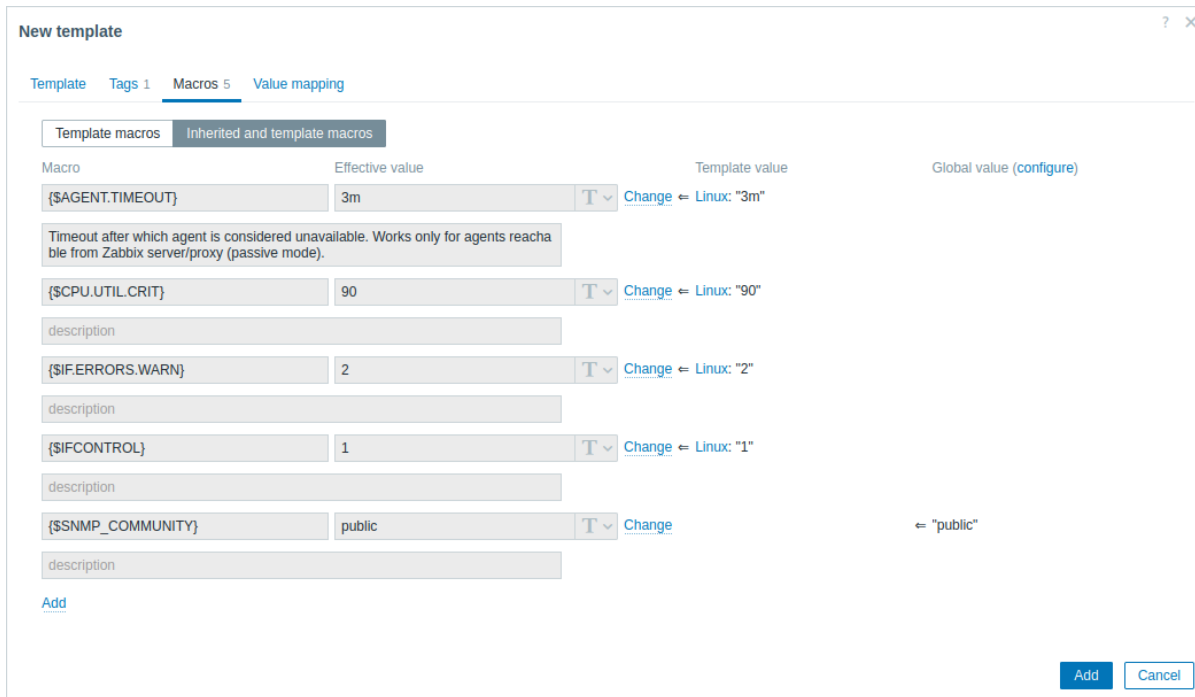 New template
?
Template Tags 1 Macros 5 Value mapping
Template macros Inherited and template macros
Macro Effective value Template value Global value (configure)
{$AGENT.TIMEOUT} 3m T Change ⇐ Linux: "3m"
Timeout after which agent is considered unavailable. Works only for agents reacha
ble from Zabbix server/proxy (passive mode).
{$CPU.UTIL.CRIT} 90 T Change ⇐ Linux: "90"
description
{$IF.ERRORS.WARN} 2 T Change ⇐ Linux: "2"
description
{$IFCONTROL} 1 T Change ⇐ Linux: "1"
description
{$SNMP_COMMUNITY} public T Change ⇐ "public"
description
Add
Add Cancel